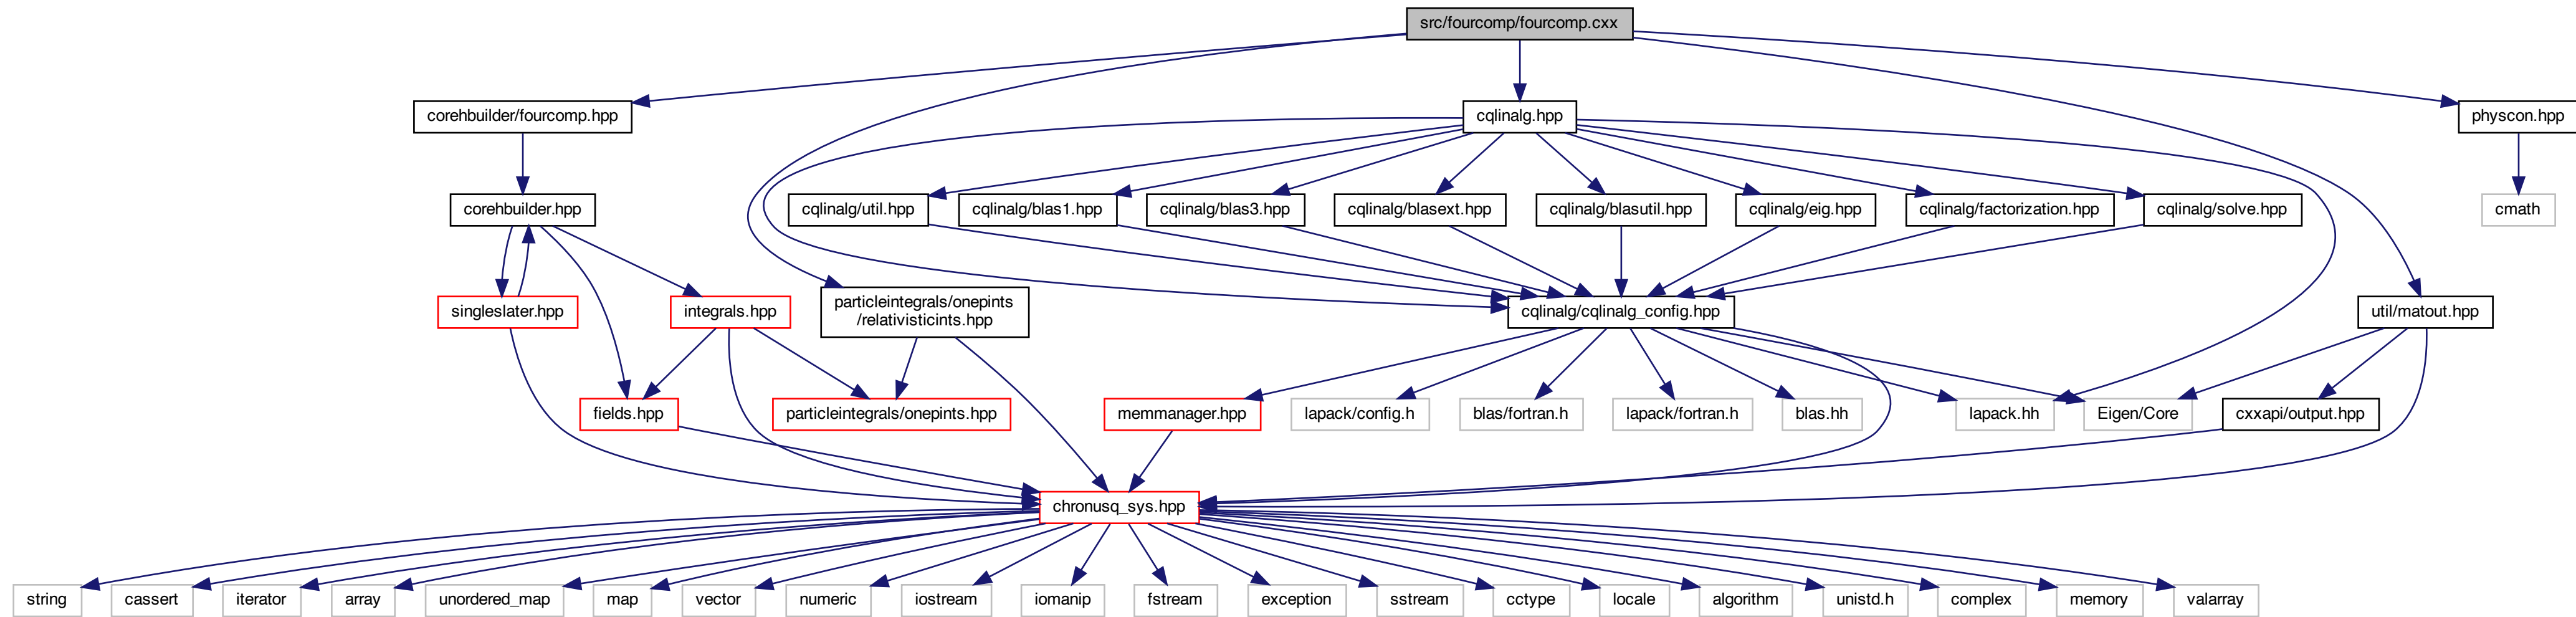 src/fourcomp/fourcomp.cxx
corehbuilder/fourcomp.hpp
cqlinalg.hpp
physcon.hpp
corehbuilder.hpp
cqlinalg/util.hpp
cqlinalg/blas1.hpp
cqlinalg/blas3.hpp
cqlinalg/blasext.hpp
cqlinalg/blasutil.hpp
cqlinalg/eig.hpp
cqlinalg/factorization.hpp
cqlinalg/solve.hpp
cmath
singleslater.hpp
integrals.hpp
particleintegrals/onepints
/relativisticints.hpp
cqlinalg/cqlinalg_config.hpp
util/matout.hpp
fields.hpp
particleintegrals/onepints.hpp
memmanager.hpp
lapack/config.h
blas/fortran.h
lapack/fortran.h
blas.hh
lapack.hh
Eigen/Core
cxxapi/output.hpp
chronusq_sys.hpp
string
cassert
iterator
array
unordered_map
map
vector
numeric
iostream
iomanip
fstream
exception
sstream
cctype
locale
algorithm
unistd.h
complex
memory
valarray